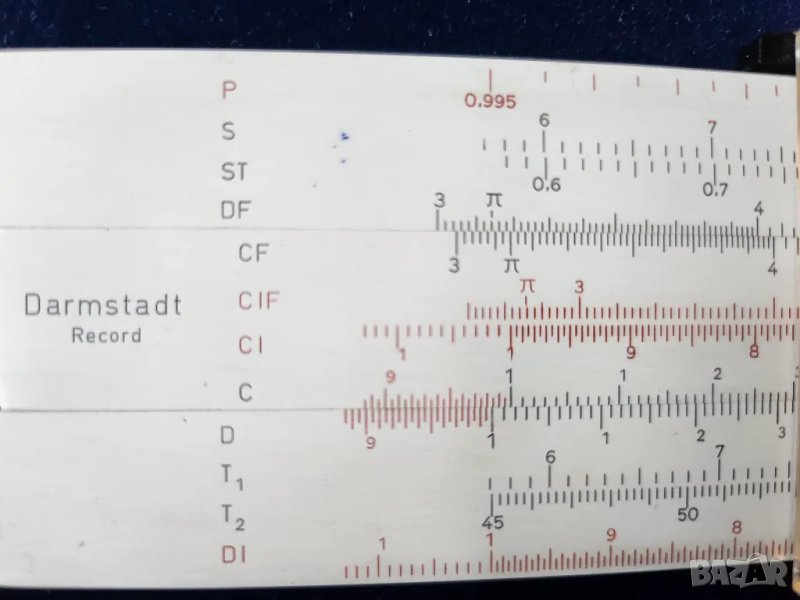 P
0.995
S 6 7
ST
0.6 0.7
DF 3 π 4
CF
3 π 4
Darmstadt CIF π 3
Record
CI 1 1 9 8
C 9 1 1 2 3
D 9 1 1 2 3
T1 6 7
T2
45 50
DI 1 1 9 8
BAZAR